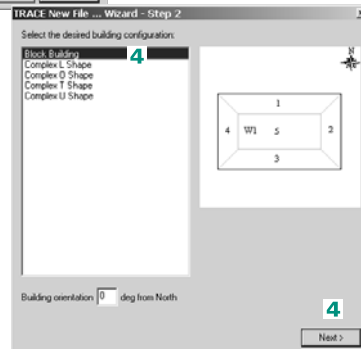 TRACE New File ... Wizard - Step 2
Select the desired building configuration:
Block Building
4
Complex L Shape
Complex O Shape
Complex T Shape
Complex U Shape
N
1
4 W1 5 2
3
Building orientation 0 deg from North
4
Next >